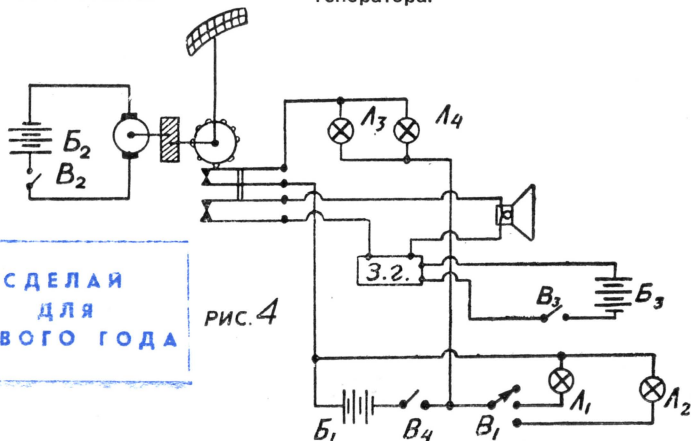 генератора.
Л₃
Л₄
Б₂
В₂
З.г.
В₃
Б₃
СДЕЛАЙ
ДЛЯ
ВОГО ГОДА
РИС. 4
Л₁
Л₂
Б₁
В₄
В₁